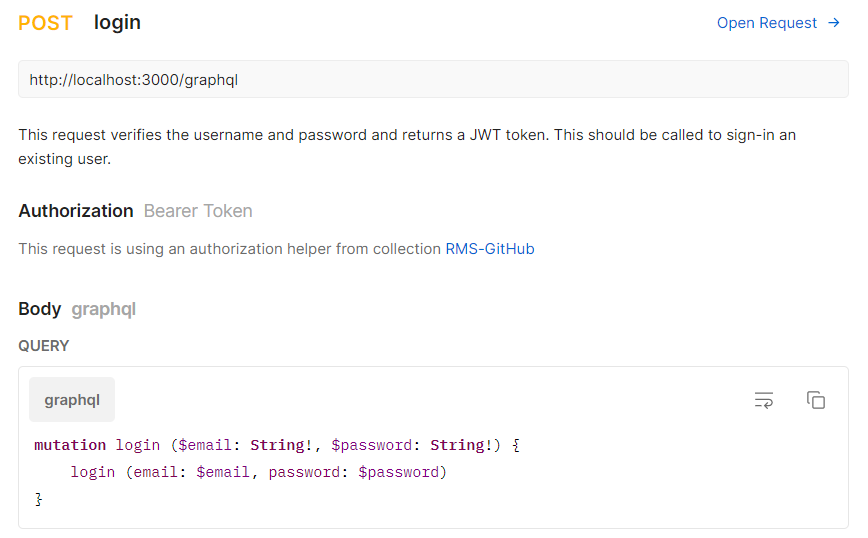 POST login Open Request →
http://localhost:3000/graphql
This request verifies the username and password and returns a JWT token. This should be called to sign-in an
existing user.
Authorization Bearer Token
This request is using an authorization helper from collection RMS-GitHub
Body graphql
QUERY
graphql
mutation login ($email: String!, $password: String!) {
    login (email: $email, password: $password)
}